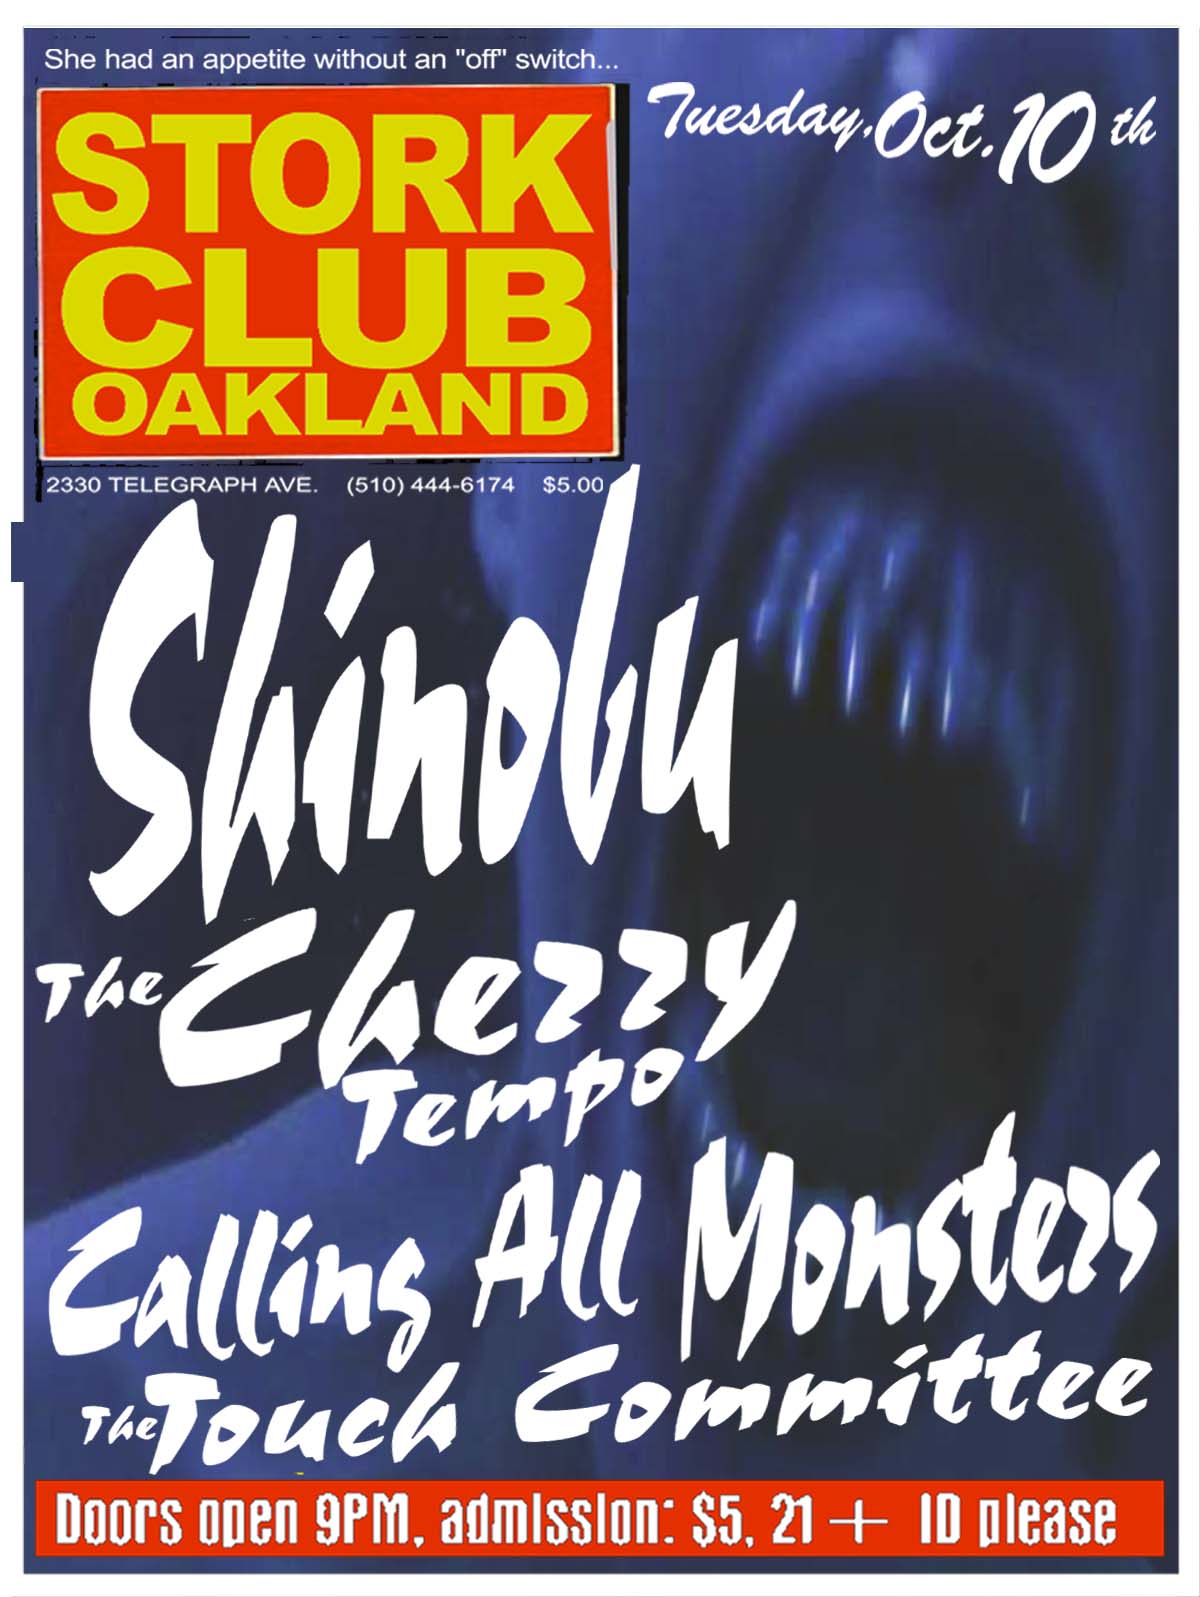 She had an appetite without an "off" switch...
Tuesday, Oct. 10 th
STORK
CLUB
OAKLAND
2330 TELEGRAPH AVE. (510) 444-6174 $5.00
Shinobu
The Cherry
Tempo
Calling All Monsters
The Touch Committee
Doors open 9PM, admission: $5, 21 + ID please